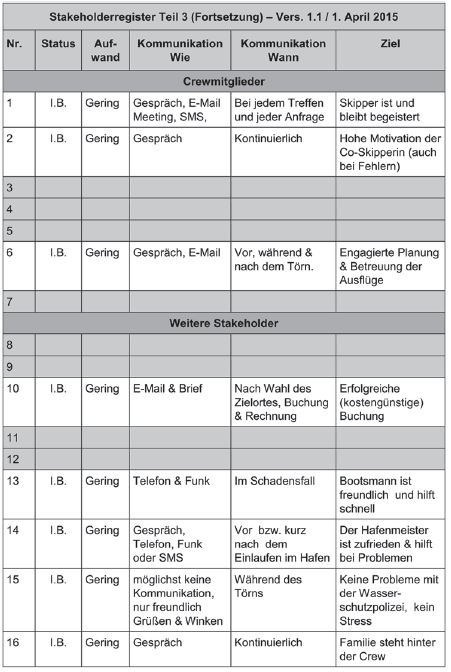 Stakeholderregister Teil 3 (Fortsetzung) – Vers. 1.1 / 1. April 2015
Nr. Status Auf-wand Kommunikation Wie Kommunikation Wann Ziel
Crewmitglieder
1 I.B. Gering Gespräch, E-Mail Bei jedem Treffen Skipper ist und
Meeting, SMS, und jeder Anfrage bleibt begeistert
2 I.B. Gering Gespräch Kontinuierlich Hohe Motivation der
Co-Skipperin (auch
bei Fehlern)
3
4
5
6 I.B. Gering Gespräch, E-Mail Vor, während & Engagierte Planung
nach dem Törn. & Betreuung der
Ausflüge
7
Weitere Stakeholder
8
9
10 I.B. Gering E-Mail & Brief Nach Wahl des Erfolgreiche
Zielortes, Buchung (kostengünstige)
& Rechnung Buchung
11
12
13 I.B. Gering Telefon & Funk Im Schadensfall Bootsmann ist
freundlich und hilft
schnell
14 I.B. Gering Gespräch, Vor bzw. kurz Der Hafenmeister
Telefon, Funk nach dem ist zufrieden & hilft
oder SMS Einlaufen im Hafen bei Problemen
15 I.B. Gering möglichst keine Während des Keine Probleme mit
Kommunikation, Törns der Wasser-
nur freundlich schutzpolizei, kein
Grüßen & Winken Stress
16 I.B. Gering Gespräch Kontinuierlich Familie steht hinter
der Crew